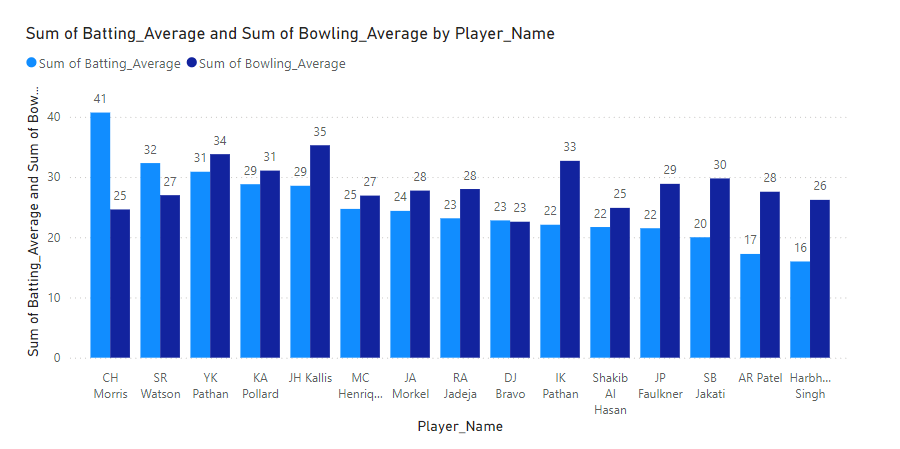 Sum of Batting_Average and Sum of Bowling_Average by Player_Name
Sum of Batting_Average Sum of Bowling_Average
Sum of Batting_Average and Sum of Bow...
40
30
20
10
0
41
25
32
27
31
34
29
31
29
35
25
27
24
28
23
28
23
23
22
33
22
25
22
29
20
30
17
28
16
26
CH
Morris
SR
Watson
YK
Pathan
KA
Pollard
JH Kallis
MC
Henriq...
JA
Morkel
RA
Jadeja
DJ
Bravo
IK
Pathan
Shakib
Al
Hasan
JP
Faulkner
SB
Jakati
AR Patel
Harbh...
Singh
Player_Name